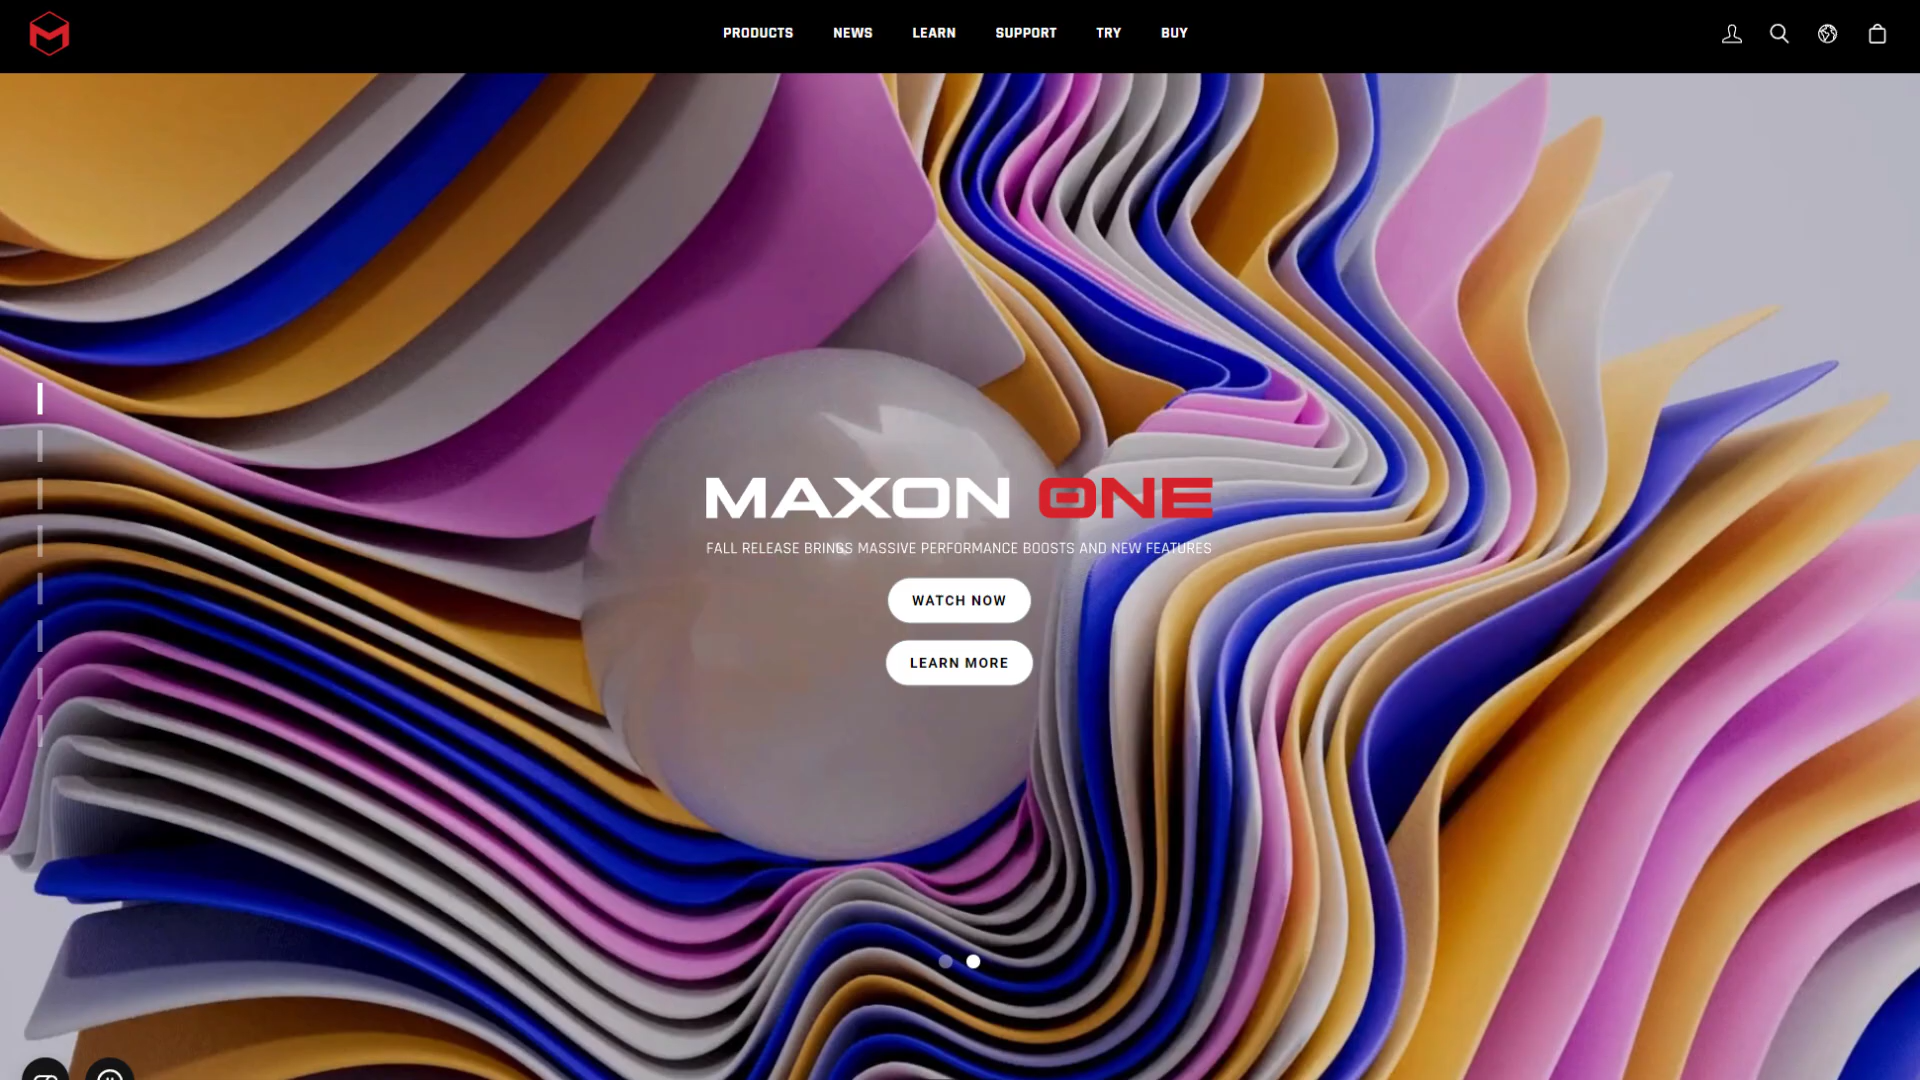 PRODUCTS NEWS LEARN SUPPORT TRY BUY
MAXON ONE
FALL RELEASE BRINGS MASSIVE PERFORMANCE BOOSTS AND NEW FEATURES
WATCH NOW
LEARN MORE